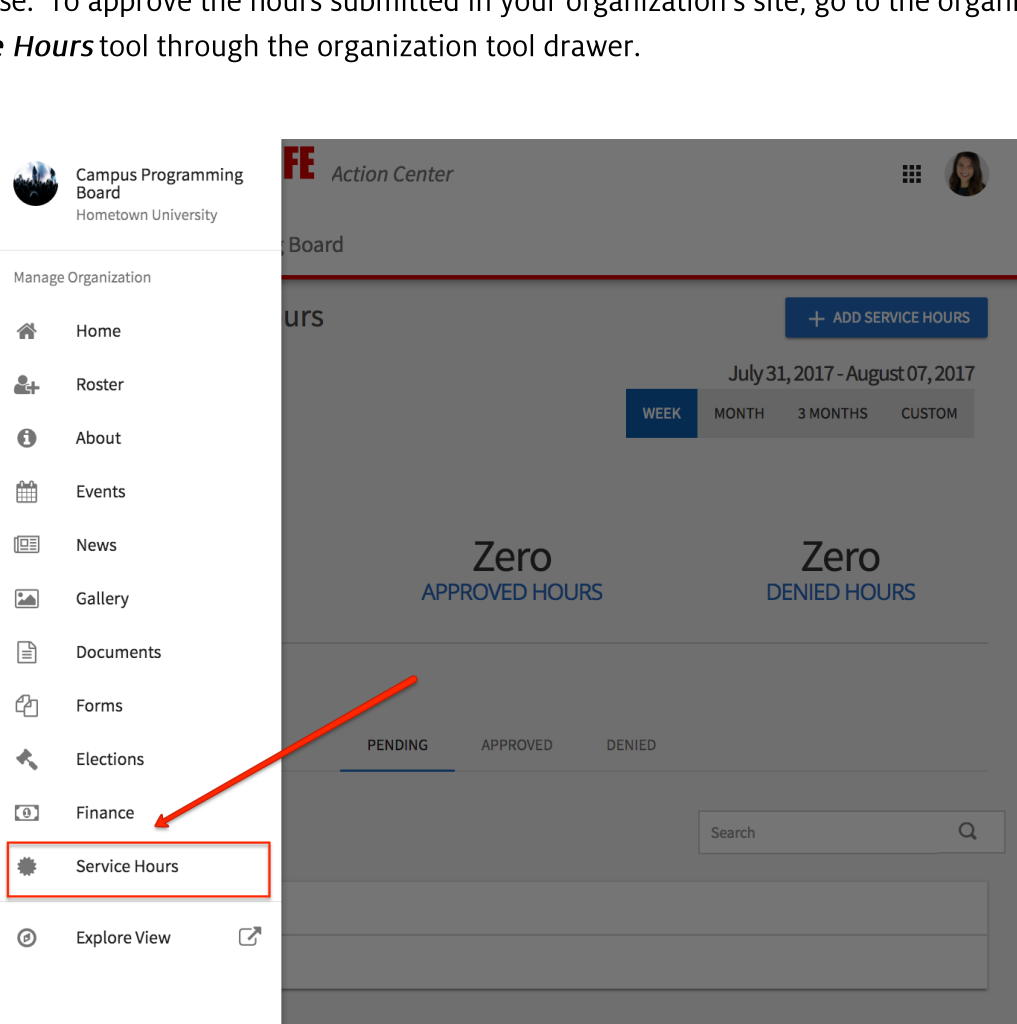 se. To approve the hours submitted in your organization's site, go to the organi
e Hours tool through the organization tool drawer.
Campus Programming
Board
Hometown University
FE Action Center
g Board
Manage Organization
urs
ADD SERVICE HOURS
Home
July 31, 2017 - August 07, 2017
Roster
WEEK MONTH 3 MONTHS CUSTOM
About
Events
News
Zero Zero
APPROVED HOURS DENIED HOURS
Gallery
Documents
Forms
PENDING APPROVED DENIED
Elections
Finance
Search
Service Hours
Explore View